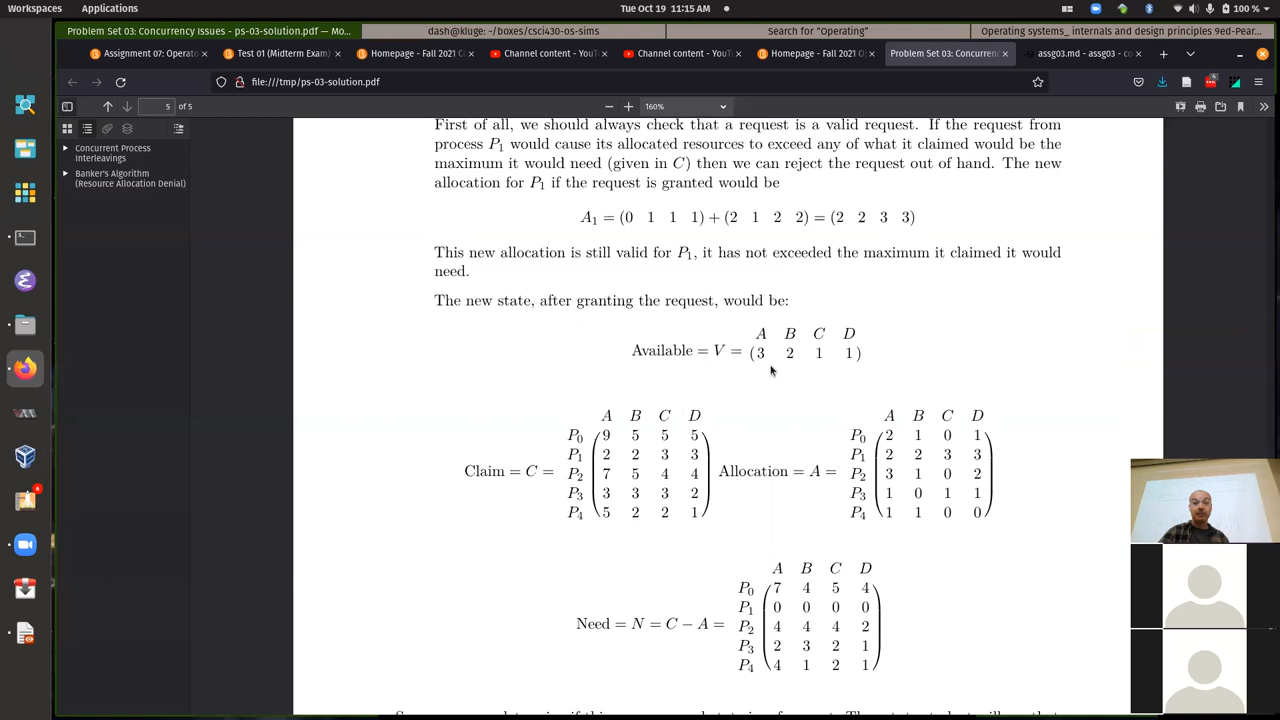 Workspaces Applications Tue Oct 19 11:15 AM 100 %
Problem Set 03: Concurrency Issues - ps-03-solution.pdf — Mo... dash@kluge: ~/boxes/csci430-os-sims Search for "Operating" Operating systems_ internals and design principles 9ed-Pear...
Assignment 07: Operato Test 01 (Midterm Exam) Homepage - Fall 2021 C Channel content - YouT Channel content - YouT Homepage - Fall 2021 O Problem Set 03: Concurren assg03.md - assg03 - co
file:///tmp/ps-03-solution.pdf
5 of 5 160%
Concurrent Process
Interleavings
Banker's Algorithm
(Resource Allocation Denial)
First of all, we should always check that a request is a valid request. If the request from
process P1 would cause its allocated resources to exceed any of what it claimed would be the
maximum it would need (given in C) then we can reject the request out of hand. The new
allocation for P1 if the request is granted would be
A1 = (0 1 1 1) + (2 1 2 2) = (2 2 3 3)
This new allocation is still valid for P1, it has not exceeded the maximum it claimed it would
need.
The new state, after granting the request, would be:
A B C D
Available = V = (3 2 1 1)
A B C D
P0 9 5 5 5
P1 2 2 3 3
Claim = C = P2 7 5 4 4
P3 3 3 3 2
P4 5 2 2 1
A B C D
P0 2 1 0 1
P1 2 2 3 3
Allocation = A = P2 3 1 0 2
P3 1 0 1 1
P4 1 1 0 0
A B C D
P0 7 4 5 4
P1 0 0 0 0
Need = N = C − A = P2 4 4 4 2
P3 2 3 2 1
P4 4 1 2 1